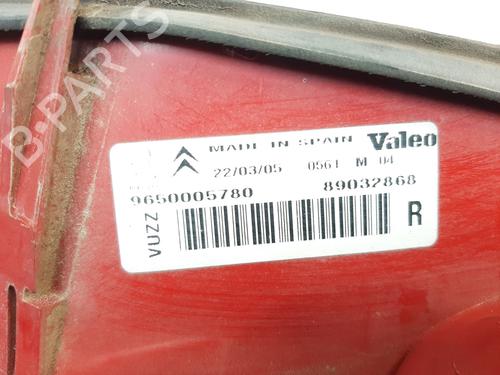 B-PARTS
MADE IN SPAIN Valeo
22/03/05 0561 M 04
9650005780 89032868
VUZZ
R